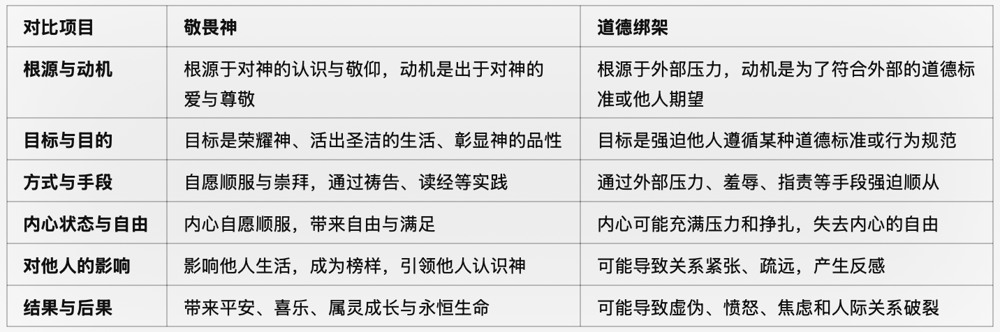 对比项目 敬畏神 道德绑架
根源与动机 根源于对神的认识与敬仰，动机是出于对神的 根源于外部压力，动机是为了符合外部的道德标
爱与尊敬 准或他人期望
目标与目的 目标是荣耀神、活出圣洁的生活、彰显神的品性 目标是强迫他人遵循某种道德标准或行为规范
方式与手段 自愿顺服与崇拜，通过祷告、读经等实践 通过外部压力、羞辱、指责等手段强迫顺从
内心状态与自由 内心自愿顺服，带来自由与满足 内心可能充满压力和挣扎，失去内心的自由
对他人的影响 影响他人生活，成为榜样，引领他人认识神 可能导致关系紧张、疏远，产生反感
结果与后果 带来平安、喜乐、属灵成长与永恒生命 可能导致虚伪、愤怒、焦虑和人际关系破裂